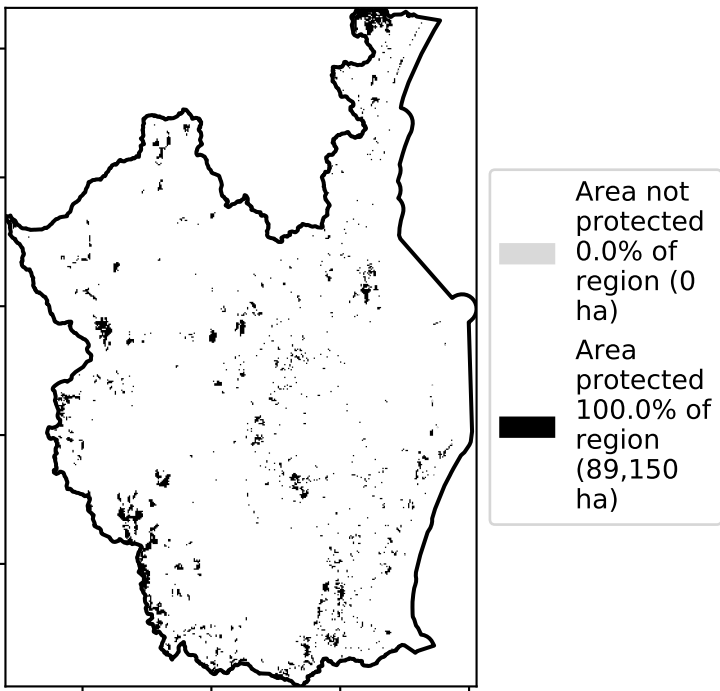 Area not
protected
0.0% of
region (0
ha)
Area
protected
100.0% of
region
(89,150
ha)